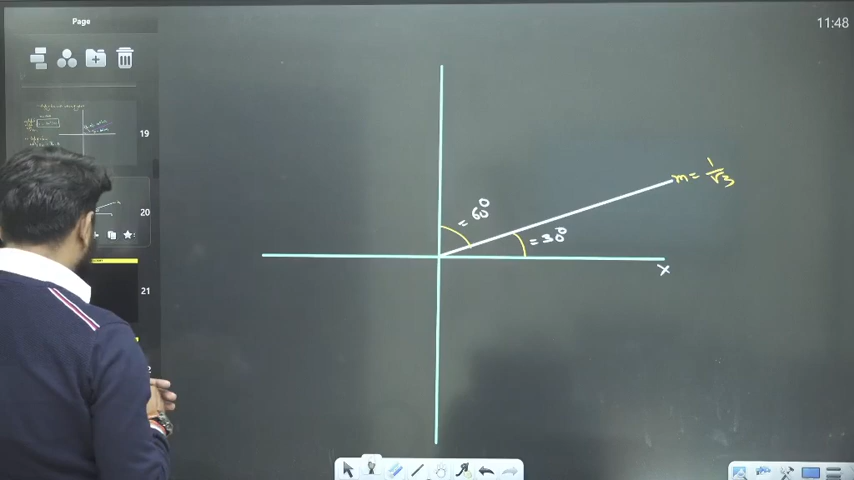 Page
11:48
19
20
21
m = 1/√3
= 60°
= 30°
x